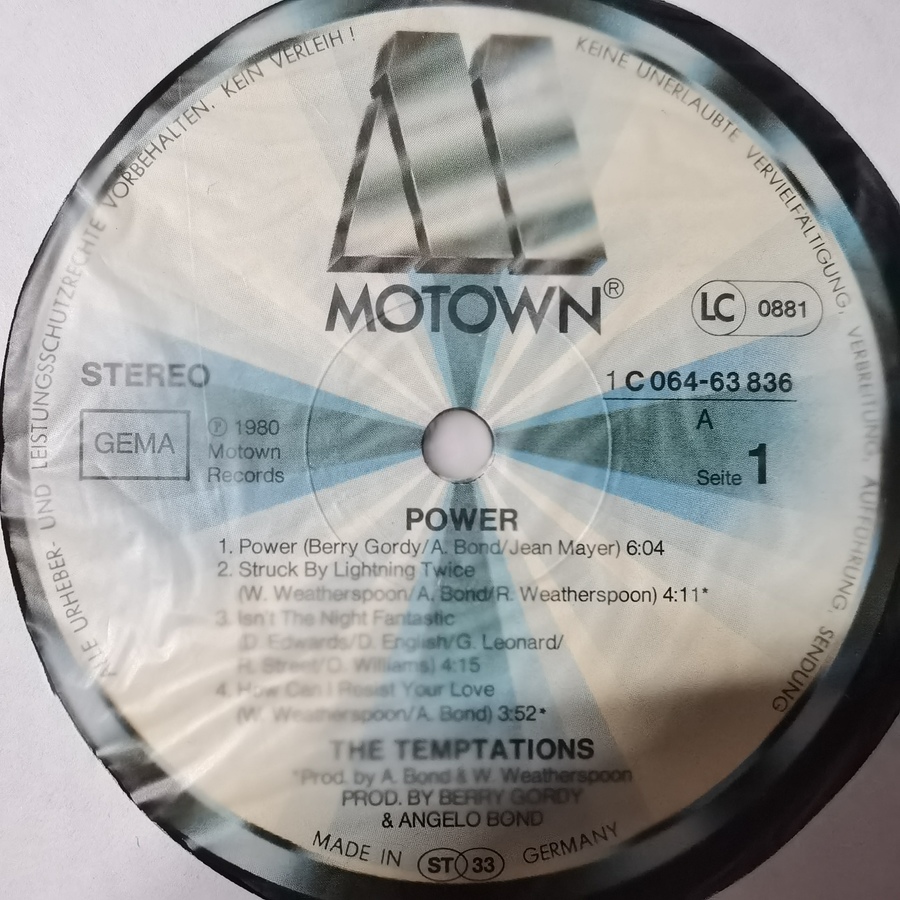 ALLE URHEBER- UND LEISTUNGSSCHUTZRECHTE VORBEHALTEN. KEIN VERLEIH! KEINE UNERLAUBTE VERVIELFÄLTIGUNG, VERBREITUNG, AUFFÜHRUNG, SENDUNG
MOTOWN®
LC 0881
STEREO
1 C 064-63 836
GEMA
℗ 1980
Motown
Records
A
Seite 1
POWER
1. Power (Berry Gordy/A. Bond/Jean Mayer) 6:04
2. Struck By Lightning Twice
(W. Weatherspoon/A. Bond/R. Weatherspoon) 4:11*
3. Isn't The Night Fantastic
(D. Edwards/D. English/G. Leonard/
R. Street/O. Williams) 4:15
4. How Can I Resist Your Love
(W. Weatherspoon/A. Bond) 3:52*
THE TEMPTATIONS
*Prod. by A. Bond & W. Weatherspoon
PROD. BY BERRY GORDY
& ANGELO BOND
MADE IN ST 33 GERMANY